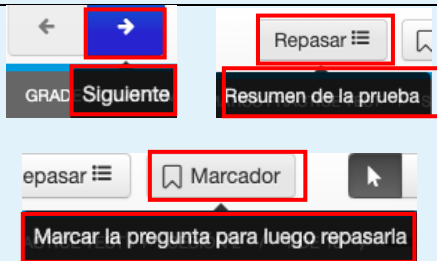 Repasar
GRAD Siguiente
Resumen de la prueba
epasar
Marcador
Marcar la pregunta para luego repasarla